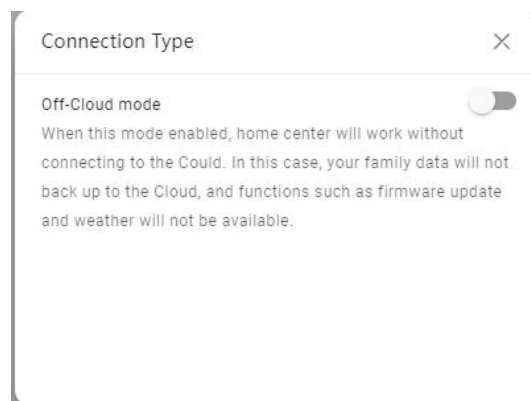 Connection Type
Off-Cloud mode
When this mode enabled, home center will work without
connecting to the Could. In this case, your family data will not
back up to the Cloud, and functions such as firmware update
and weather will not be available.